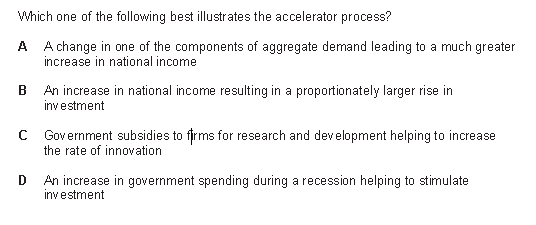 Which one of the following best illustrates the accelerator process?
A A change in one of the components of aggregate demand leading to a much greater
increase in national income
B An increase in national income resulting in a proportionately larger rise in
investment
C Government subsidies to firms for research and development helping to increase
the rate of innovation
D An increase in government spending during a recession helping to stimulate
investment